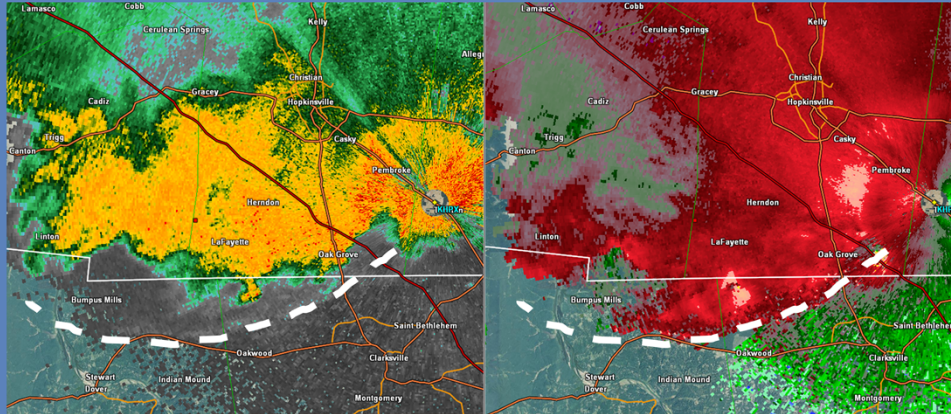 Lamasco
Cobb
Kelly
Cerulean Springs
Christian
Gracey
Hopkinsville
Cadiz
Casky
Trigg
Canton
Pembroke
Herndon
Linton
LaFayette
Oak Grove
Bumpus Mills
Saint Bethlehem
Oakwood
Clarksville
Stewart
Dover
Indian Mound
Montgomery
Lamasco
Cobb
Kelly
Cerulean Springs
Christian
Gracey
Hopkinsville
Cadiz
Casky
Trigg
Canton
Pembroke
Herndon
Linton
LaFayette
Oak Grove
Bumpus Mills
Saint Bethlehem
Oakwood
Clarksville
Stewart
Dover
Indian Mound
Montgomery